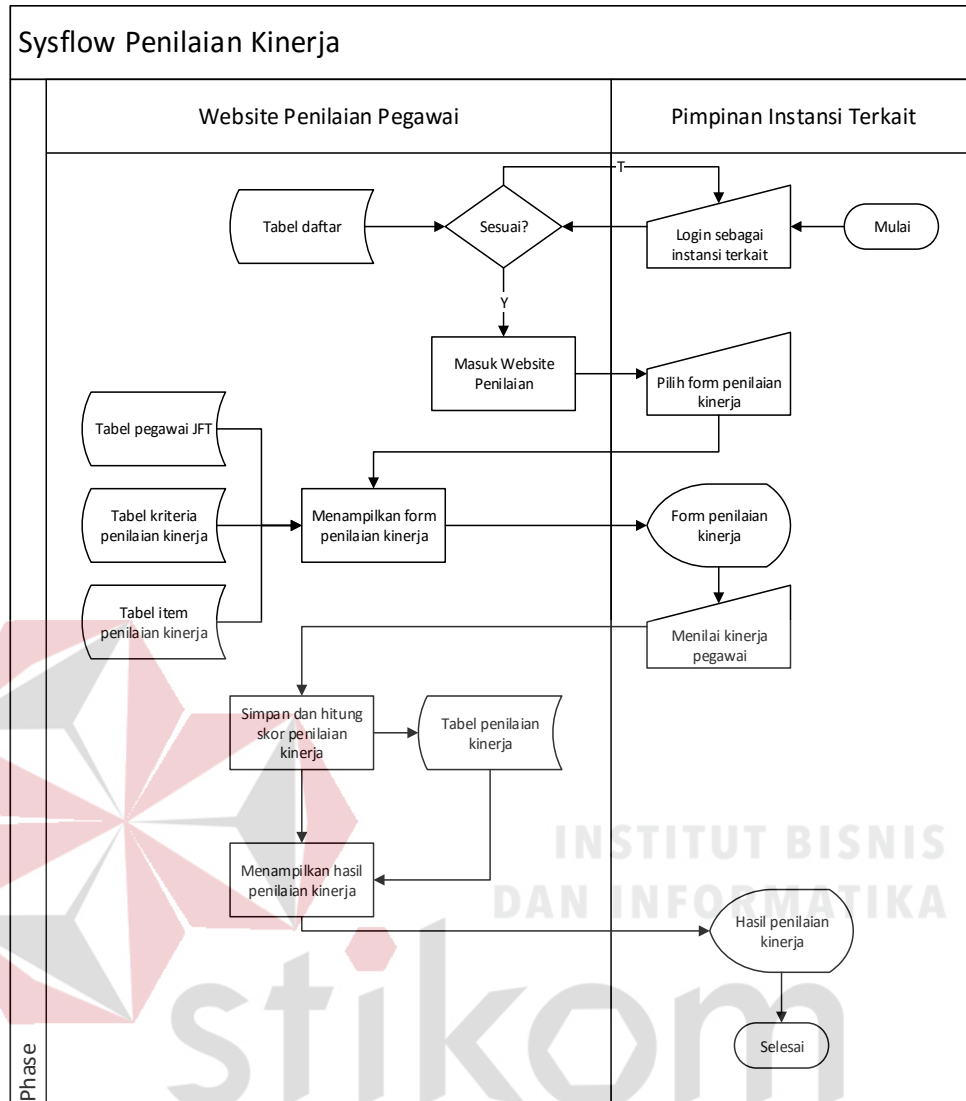 Sysflow Penilaian Kinerja
Website Penilaian Pegawai
Pimpinan Instansi Terkait
T
Tabel daftar
Sesuai?
Login sebagai
instansi terkait
Mulai
Y
Masuk Website
Penilaian
Pilih form penilaian
kinerja
Tabel pegawai JFT
Tabel kriteria
penilaian kinerja
Menampilkan form
penilaian kinerja
Form penilaian
kinerja
Tabel item
penilaian kinerja
Menilai kinerja
pegawai
Simpan dan hitung
skor penilaian
kinerja
Tabel penilaian
kinerja
Menampilkan hasil
penilaian kinerja
INSTITUT BISNIS
DAN INFORMATIKA
Hasil penilaian
kinerja
stikom
Selesai
Phase